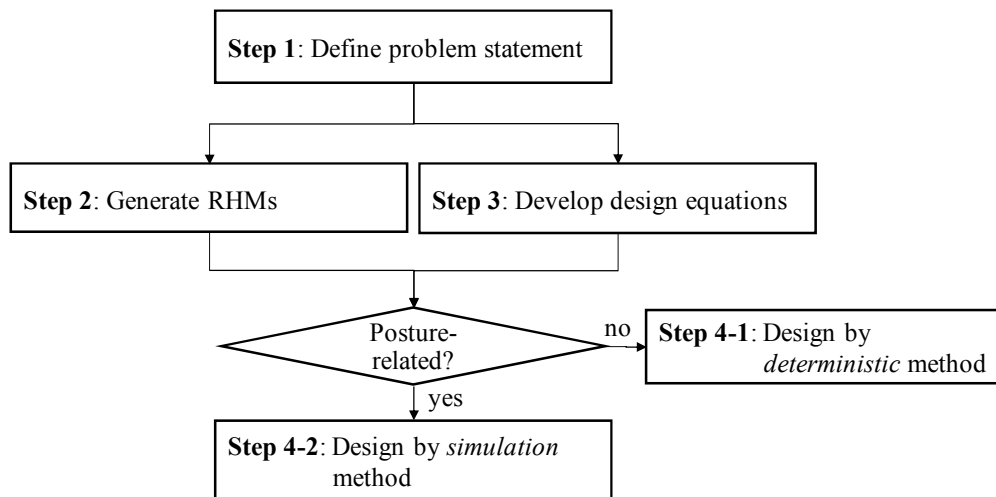 Step 1: Define problem statement
Step 2: Generate RHMs
Step 3: Develop design equations
Posture-
related?
no
Step 4-1: Design by
deterministic method
yes
Step 4-2: Design by simulation
method